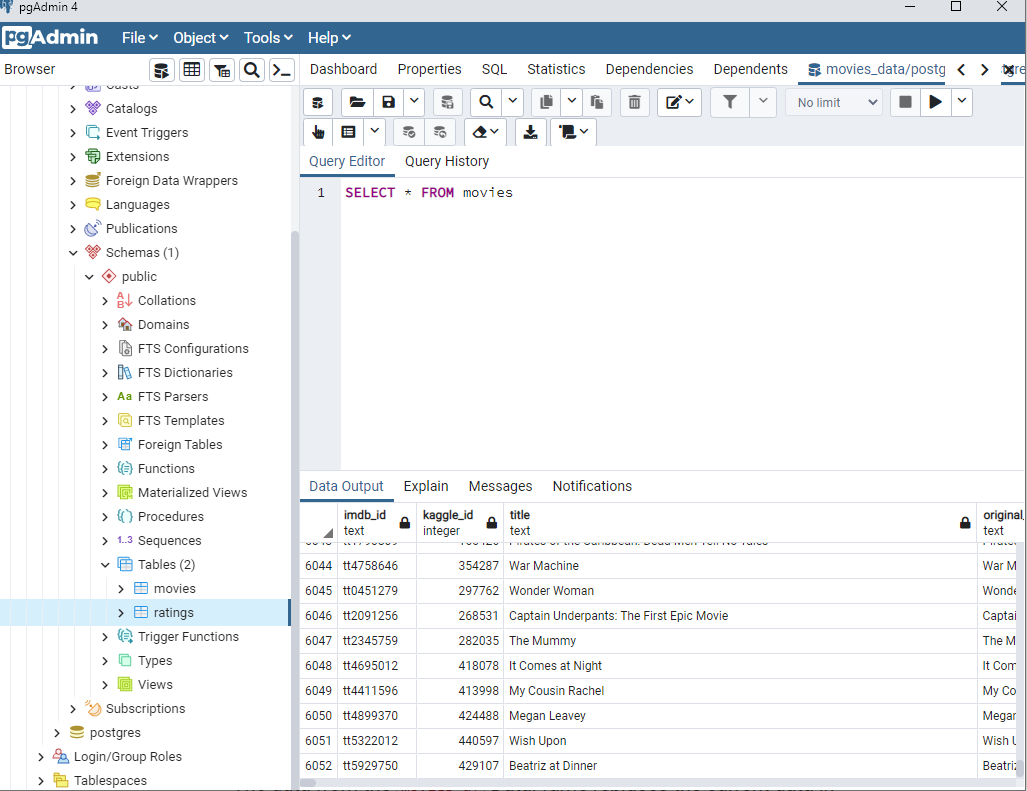 pgAdmin 4
pgAdmin File Object Tools Help
Browser
Dashboard Properties SQL Statistics Dependencies Dependents movies_data/postg
No limit
Query Editor Query History
1 SELECT * FROM movies
Casts
Catalogs
Event Triggers
Extensions
Foreign Data Wrappers
Languages
Publications
Schemas (1)
public
Collations
Domains
FTS Configurations
FTS Dictionaries
Aa FTS Parsers
FTS Templates
Foreign Tables
Functions
Materialized Views
Procedures
1..3 Sequences
Tables (2)
movies
ratings
Trigger Functions
Types
Views
Subscriptions
postgres
Login/Group Roles
Tablespaces
Data Output Explain Messages Notifications
imdb_id kaggle_id title original_
text integer text text
6044 tt4758646 354287 War Machine War M
6045 tt0451279 297762 Wonder Woman Wonde
6046 tt2091256 268531 Captain Underpants: The First Epic Movie Captai
6047 tt2345759 282035 The Mummy The M
6048 tt4695012 418078 It Comes at Night It Com
6049 tt4411596 413998 My Cousin Rachel My Co
6050 tt4899370 424488 Megan Leavey Megar
6051 tt5322012 440597 Wish Upon Wish U
6052 tt5929750 429107 Beatriz at Dinner Beatriz